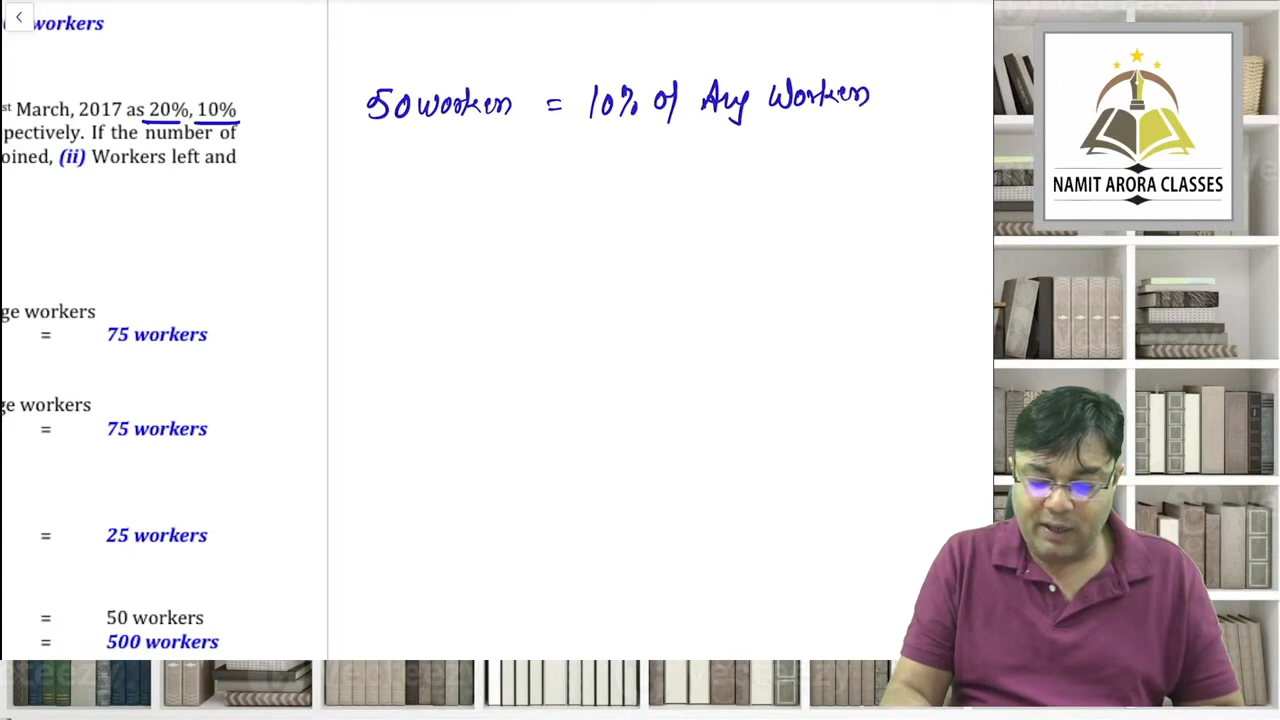 workers
st March, 2017 as 20%, 10%
pectively. If the number of
oined, (ii) Workers left and
50 workers = 10% of Avg Workers
NAMIT ARORA CLASSES
ge workers
= 75 workers
ge workers
= 75 workers
= 25 workers
= 50 workers
= 500 workers